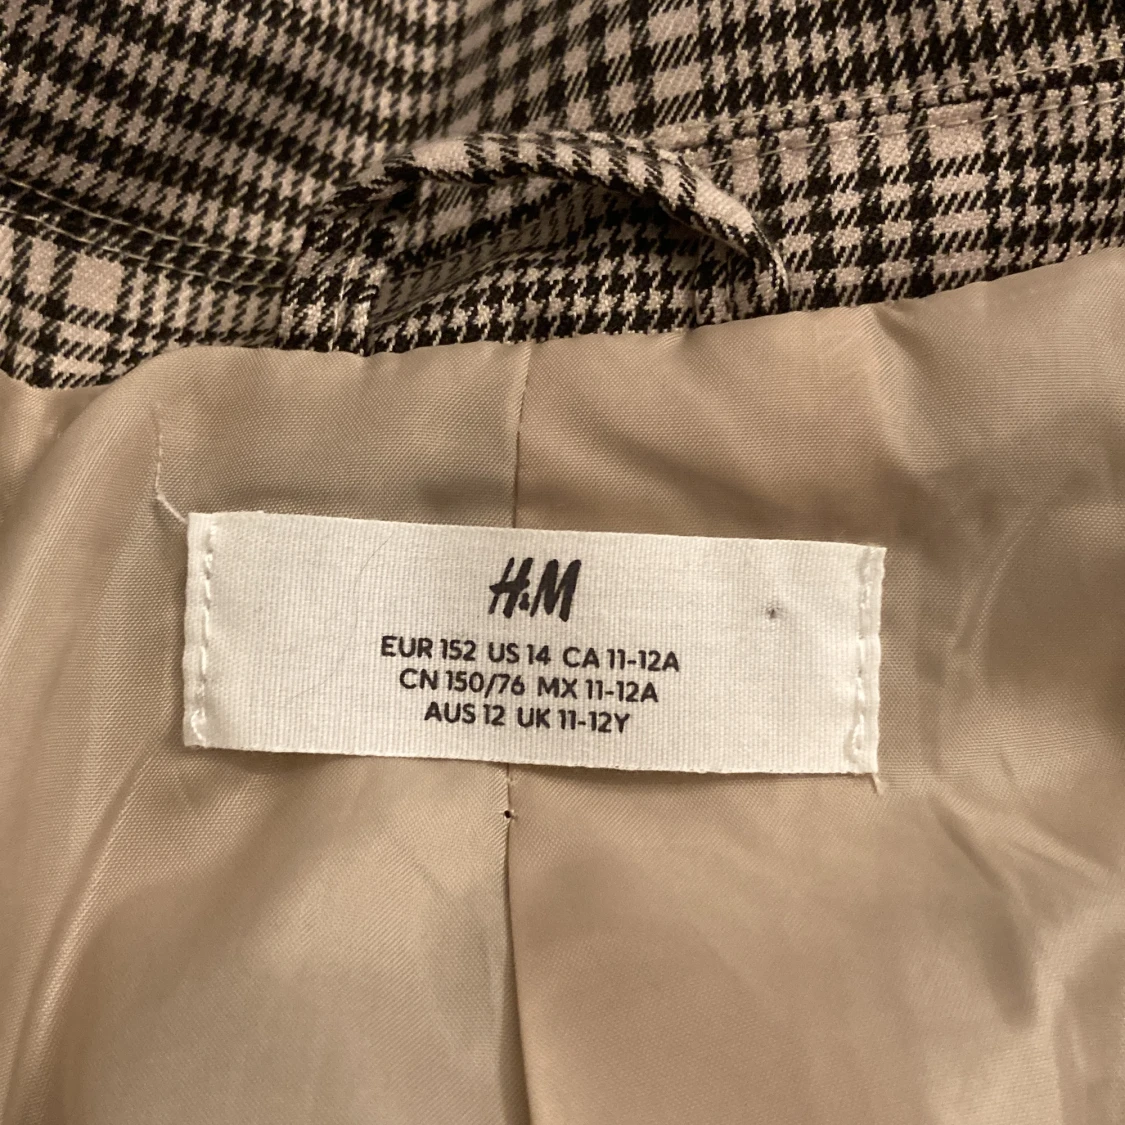 H&M
EUR 152 US 14 CA 11-12A
CN 150/76 MX 11-12A
AUS 12 UK 11-12Y